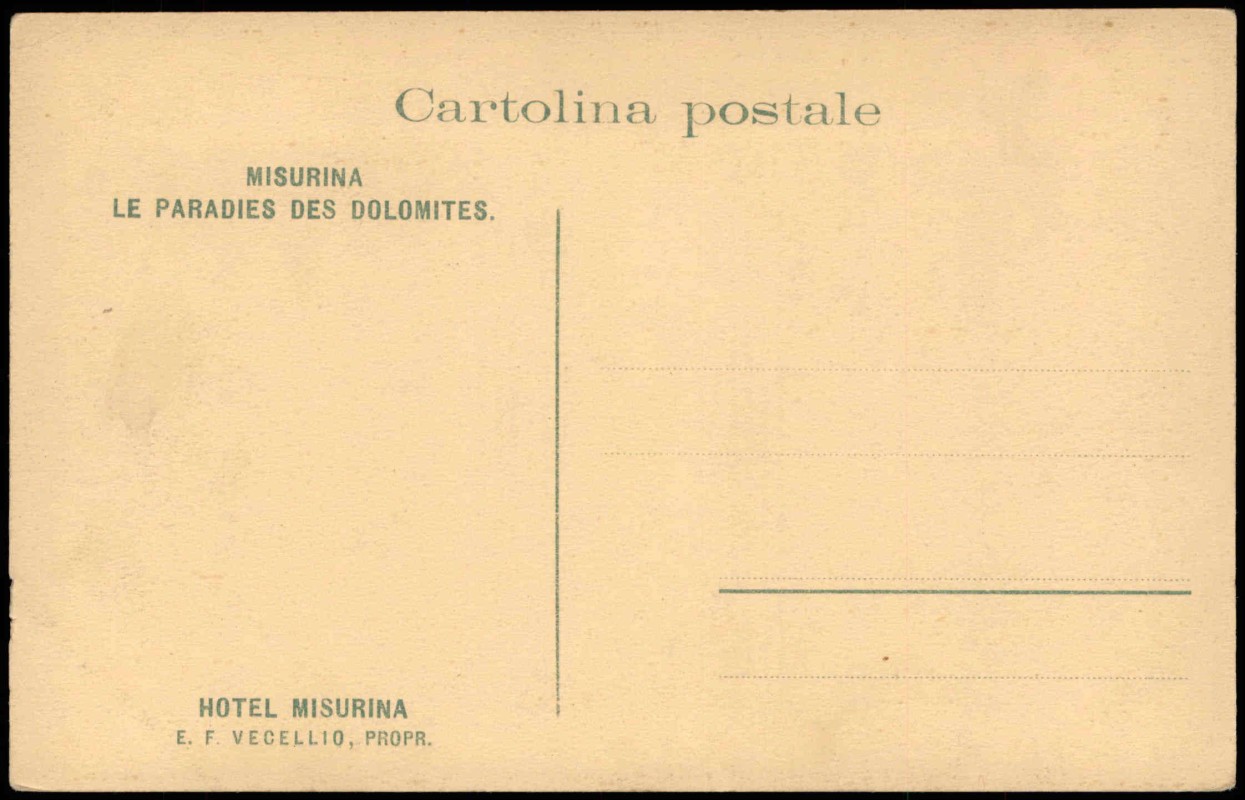 Cartolina postale
MISURINA
LE PARADIES DES DOLOMITES.
HOTEL MISURINA
E. F. VECELLIO, PROPR.